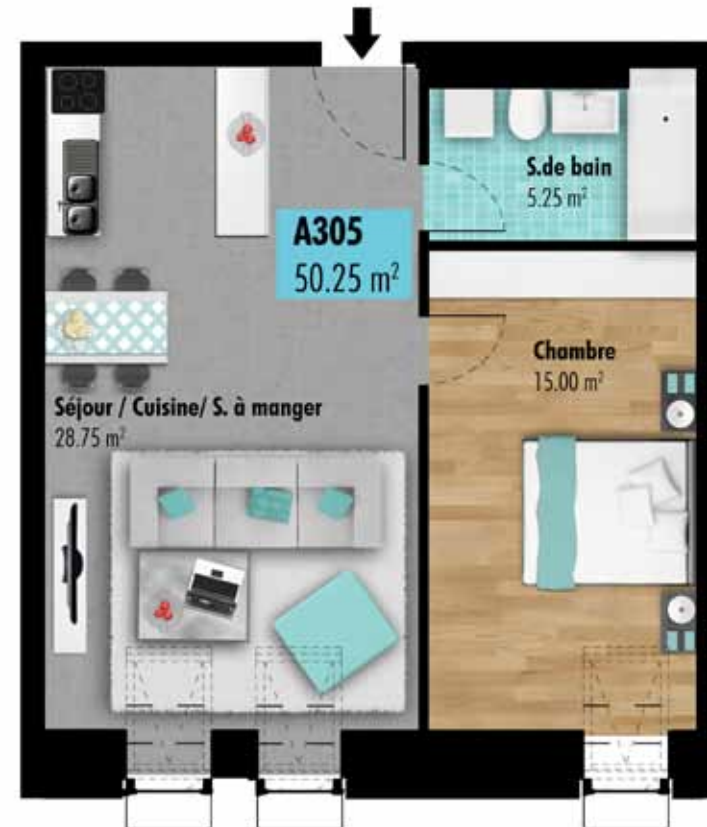 S.de bain
5.25 m²
A305
50.25 m²
Chambre
15.00 m²
Séjour / Cuisine/ S. à manger
28.75 m²